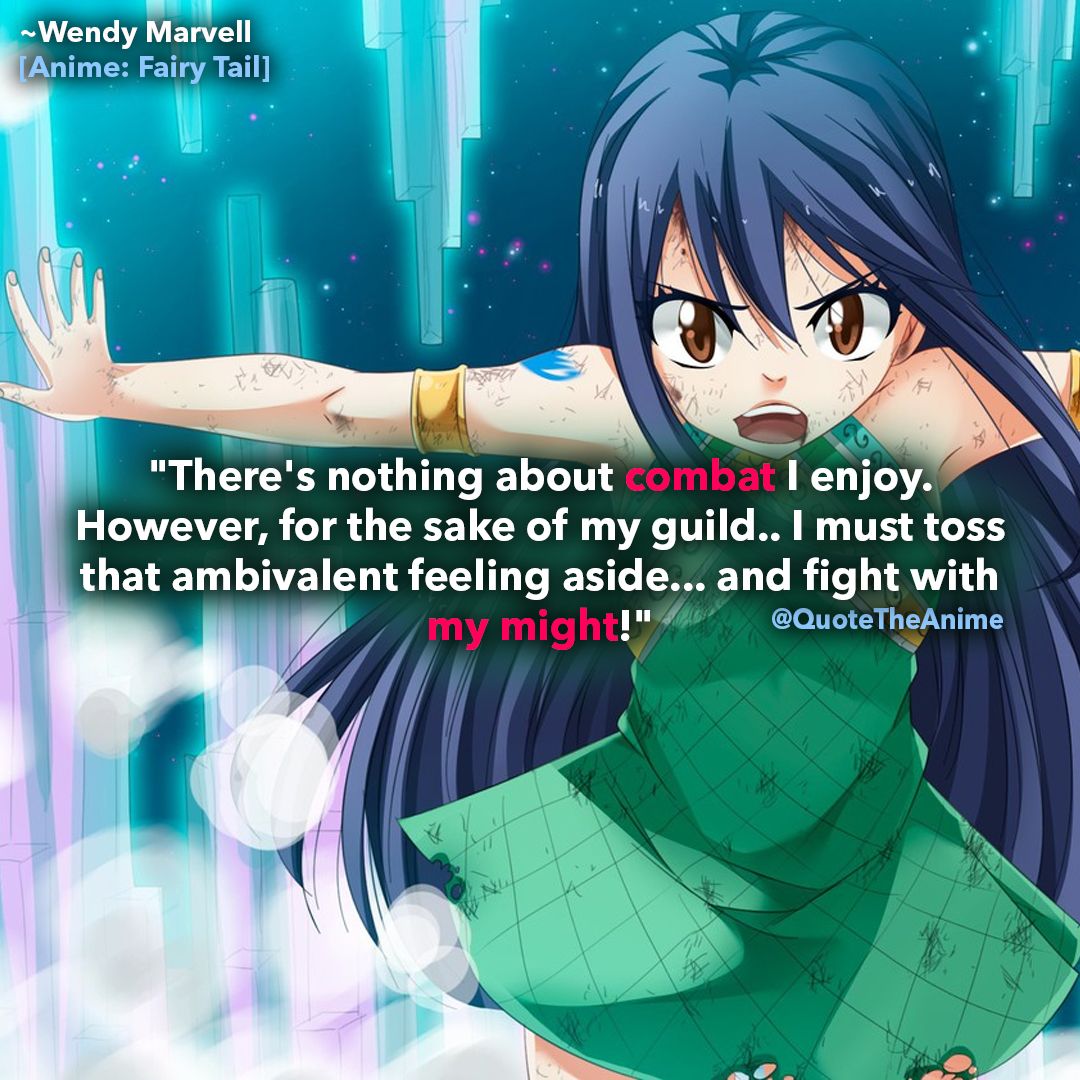 ~Wendy Marvell
[Anime: Fairy Tail]
"There's nothing about combat I enjoy.
However, for the sake of my guild.. I must toss
that ambivalent feeling aside... and fight with
my might!"
@QuoteTheAnime